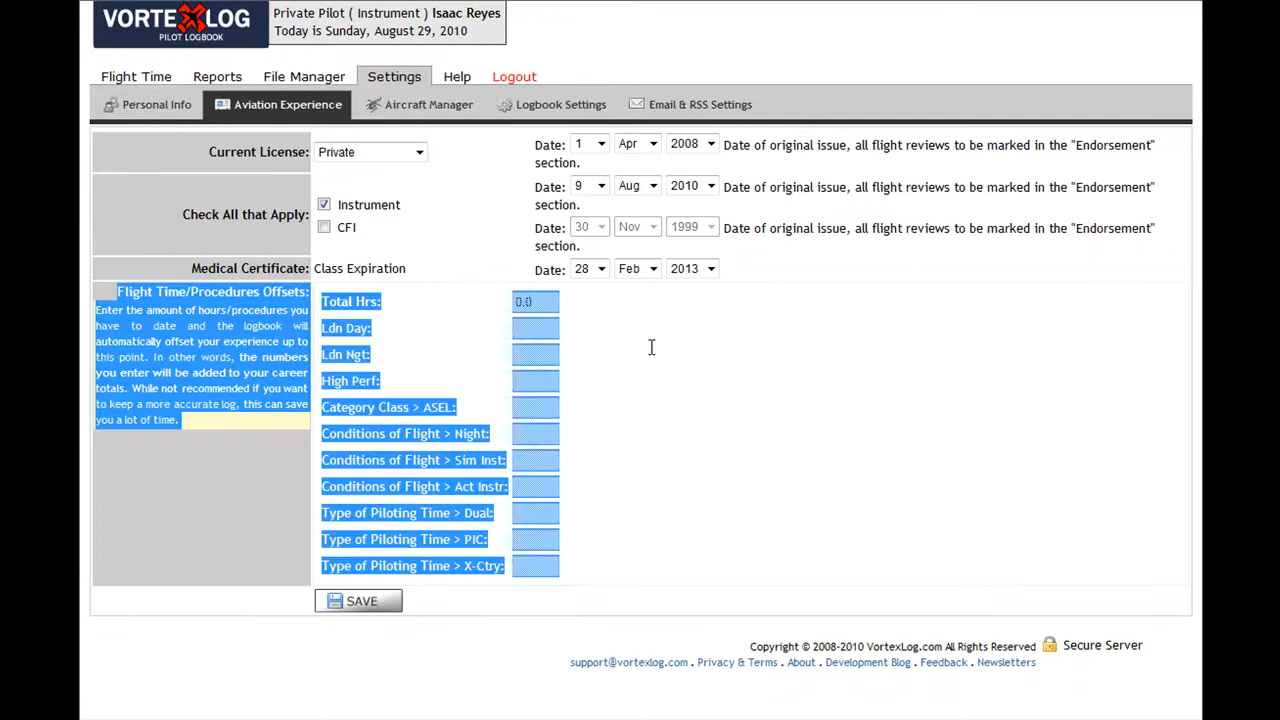 VORTEXLOG
PILOT LOGBOOK
Private Pilot ( Instrument ) Isaac Reyes
Today is Sunday, August 29, 2010
Flight Time Reports File Manager Settings Help Logout
Personal Info Aviation Experience Aircraft Manager Logbook Settings Email & RSS Settings
Current License: Private Date: 1 Apr 2008 Date of original issue, all flight reviews to be marked in the "Endorsement"
section.
Check All that Apply: Instrument Date: 9 Aug 2010 Date of original issue, all flight reviews to be marked in the "Endorsement"
section.
CFI Date: 30 Nov 1999 Date of original issue, all flight reviews to be marked in the "Endorsement"
section.
Medical Certificate: Class Expiration Date: 28 Feb 2013
Flight Time/Procedures Offsets:
Enter the amount of hours/procedures you
have to date and the logbook will
automatically offset your experience up to
this point. In other words, the numbers
you enter will be added to your career
totals. While not recommended if you want
to keep a more accurate log, this can save
you a lot of time.
Total Hrs: 0.0
Ldn Day:
Ldn Ngt:
High Perf:
Category Class > ASEL:
Conditions of Flight > Night:
Conditions of Flight > Sim Inst:
Conditions of Flight > Act Instr:
Type of Piloting Time > Dual:
Type of Piloting Time > PIC:
Type of Piloting Time > X-Ctry:
SAVE
Copyright © 2008-2010 VortexLog.com All Rights Reserved Secure Server
support@vortexlog.com . Privacy & Terms . About . Development Blog . Feedback . Newsletters